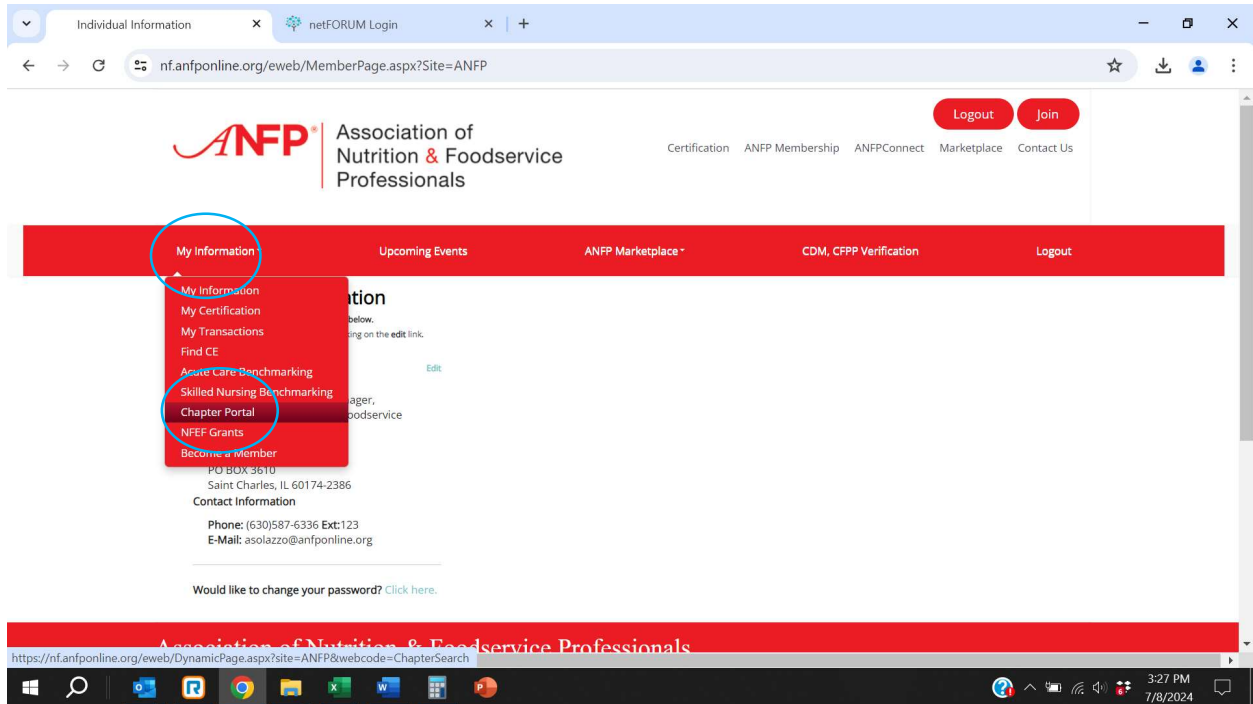 Individual Information
netFORUM Login
nf.anfponline.org/eweb/MemberPage.aspx?Site=ANFP
Logout Join
ANFP®
Association of
Nutrition & Foodservice
Professionals
Certification ANFP Membership ANFPConnect Marketplace Contact Us
My Information Upcoming Events ANFP Marketplace CDM, CFPP Verification Logout
My Information
My Certification
My Transactions
Find CE
Acute Care Benchmarking
Skilled Nursing Benchmarking
Chapter Portal
NFEF Grants
Become a Member
below.
on the edit link.
Edit
PO BOX 3610
Saint Charles, IL 60174-2386
Contact Information
Phone: (630)587-6336 Ext:123
E-Mail: asolazzo@anfponline.org
Would like to change your password? Click here.
Association of Nutrition & Foodservice Professionals
https://nf.anfponline.org/eweb/DynamicPage.aspx?site=ANFP&webcode=ChapterSearch
3:27 PM
7/8/2024